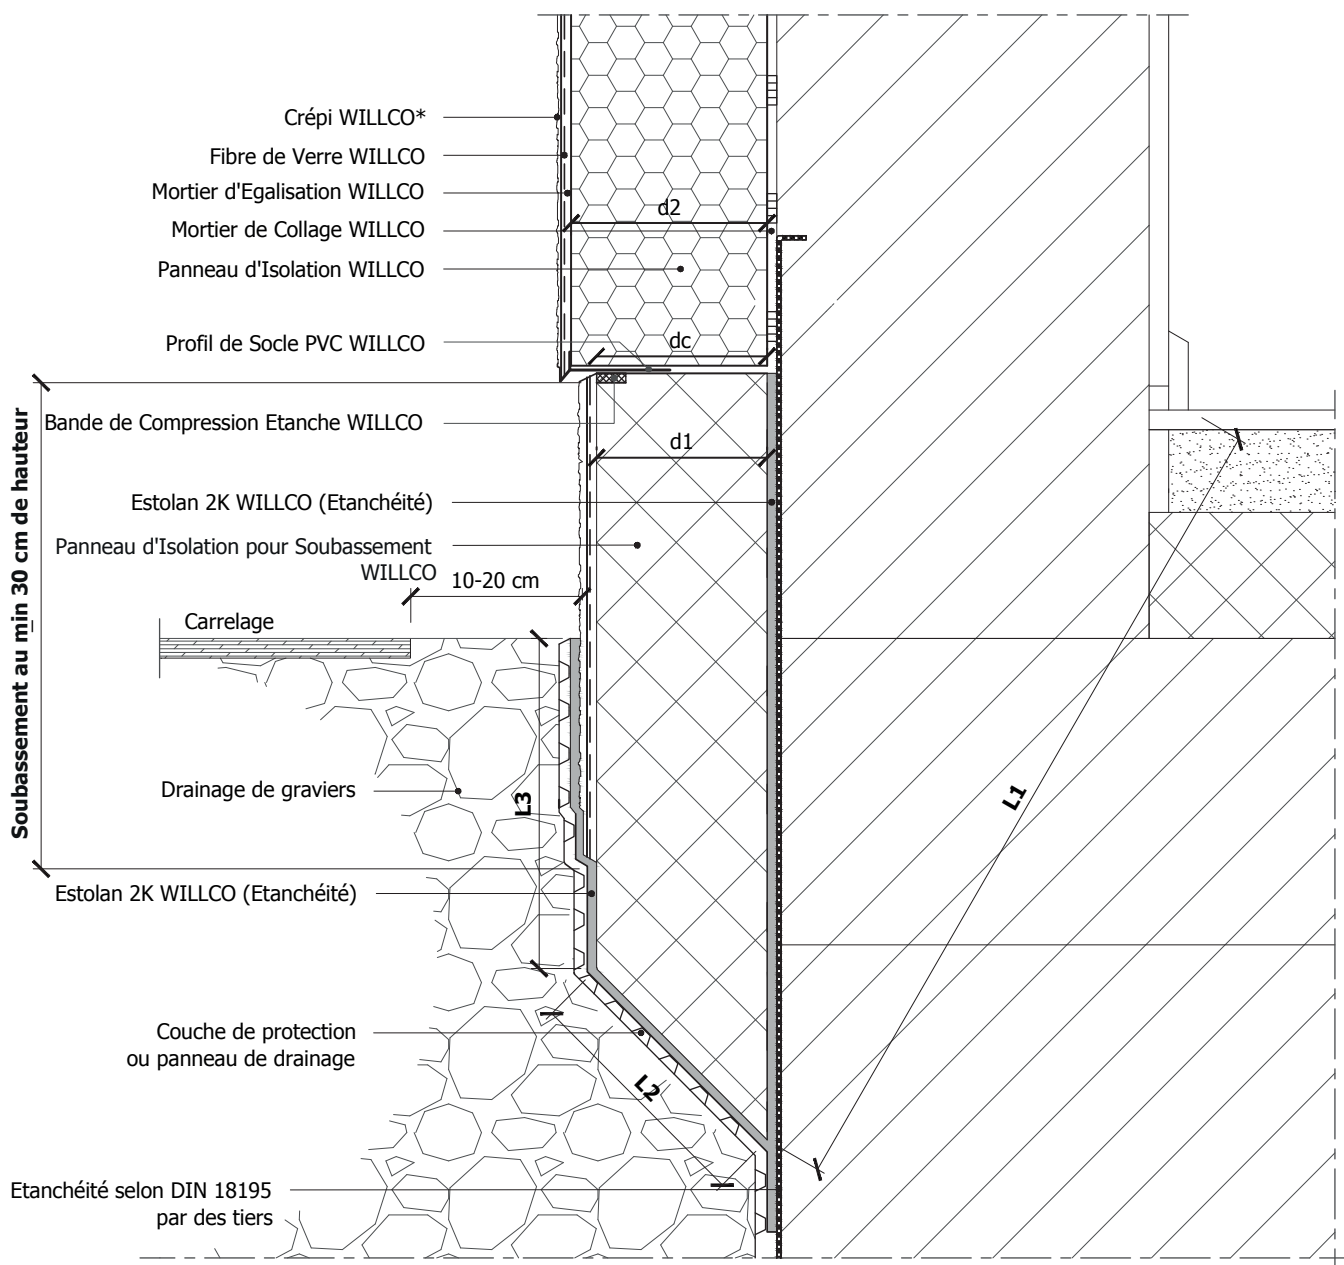 Crépi WILLCO*
Fibre de Verre WILLCO
Mortier d'Egalisation WILLCO
d2
Mortier de Collage WILLCO
Panneau d'Isolation WILLCO
Profil de Socle PVC WILLCO
dc
Bande de Compression Etanche WILLCO
d1
Estolan 2K WILLCO (Etanchéité)
Panneau d'Isolation pour Soubassement
WILLCO
10-20 cm
Carrelage
Soubassement au min 30 cm de hauteur
Drainage de graviers
L3
L1
Estolan 2K WILLCO (Etanchéité)
Couche de protection
ou panneau de drainage
L2
Etanchéité selon DIN 18195
par des tiers